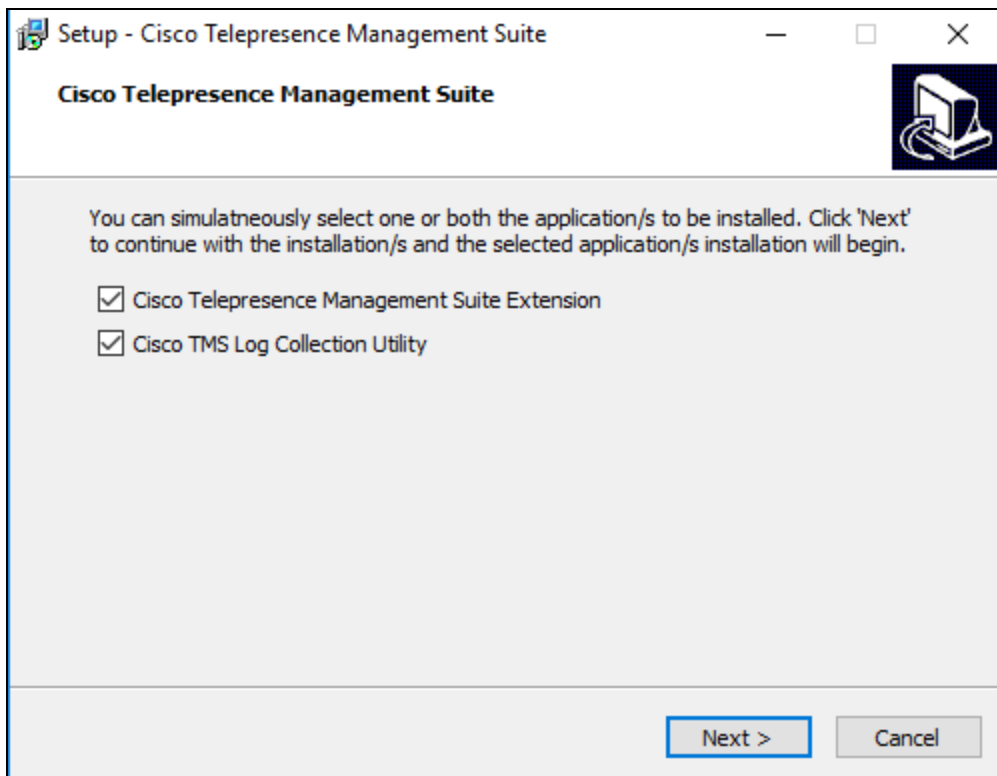 Setup - Cisco Telepresence Management Suite
Cisco Telepresence Management Suite
You can simulatneously select one or both the application/s to be installed. Click 'Next'
to continue with the installation/s and the selected application/s installation will begin.
Cisco Telepresence Management Suite Extension
Cisco TMS Log Collection Utility
Next >
Cancel